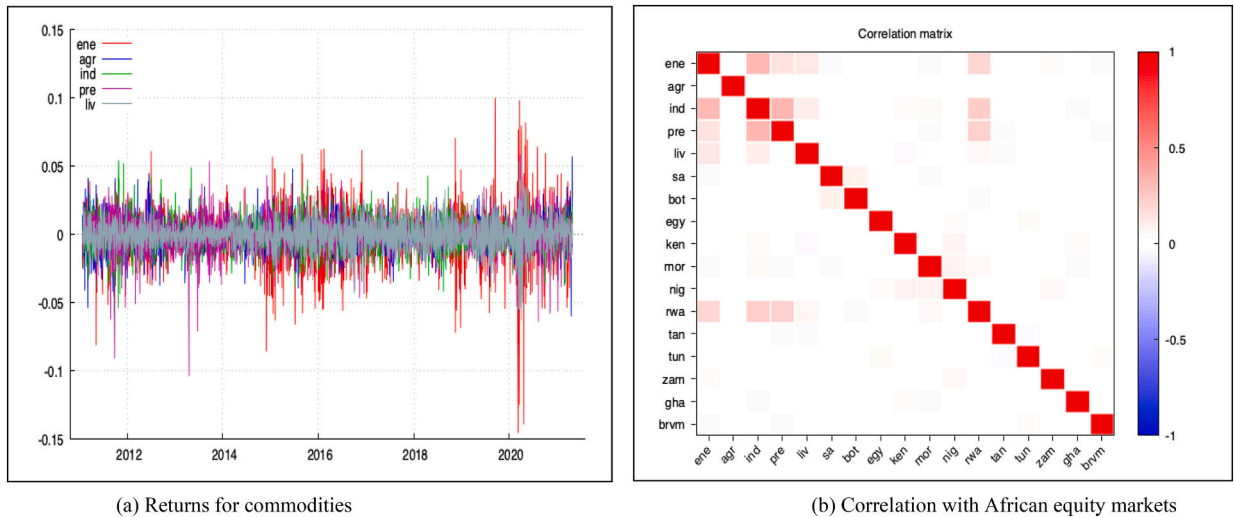 0.15
0.1
0.05
0
-0.05
-0.1
-0.15
ene
agr
ind
pre
liv
2012 2014 2016 2018 2020
(a) Returns for commodities
Correlation matrix
ene
agr
ind
pre
liv
sa
bot
egy
ken
mor
nig
rwa
tan
tun
zam
gha
brvm
ene agr ind pre liv sa bot egy ken mor nig rwa tan tun zam gha brvm
1
0.5
0
-0.5
-1
(b) Correlation with African equity markets